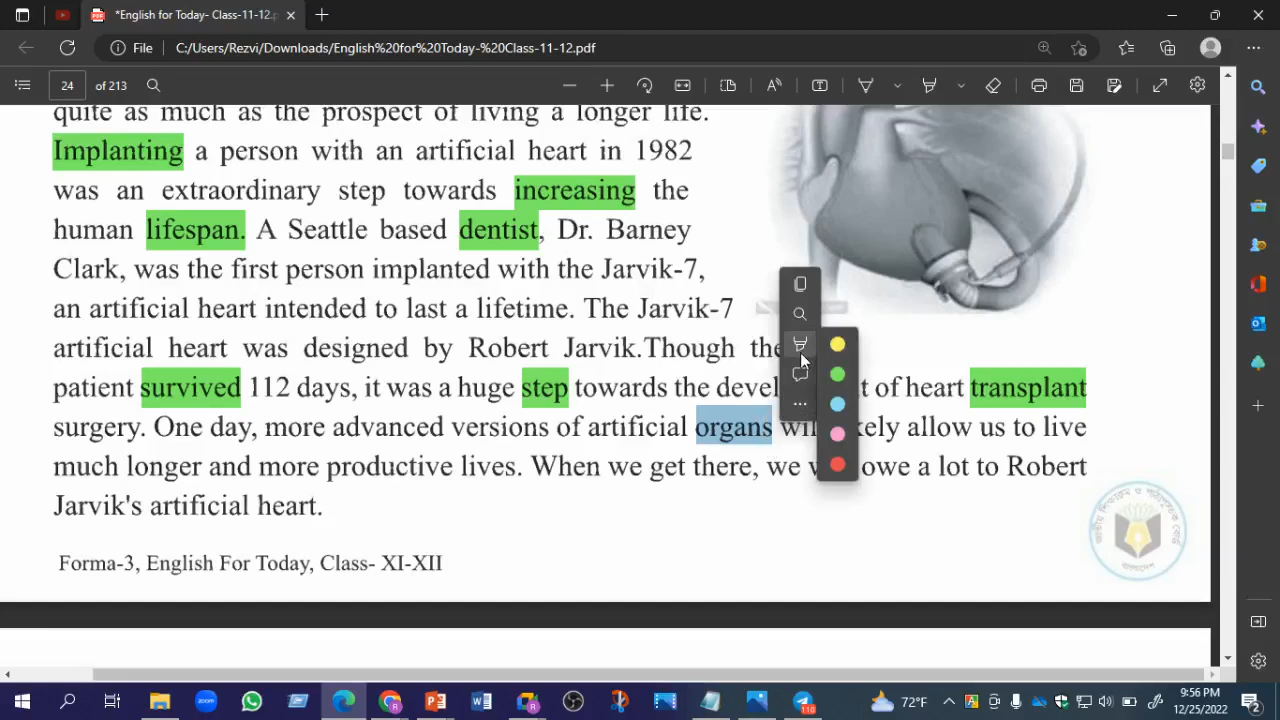 *English for Today- Class-11-12.p
File
C:/Users/Rezvi/Downloads/English%20for%20Today-%20Class-11-12.pdf
24 of 213
quite as much as the prospect of living a longer life.
Implanting a person with an artificial heart in 1982
was an extraordinary step towards increasing the
human lifespan. A Seattle based dentist, Dr. Barney
Clark, was the first person implanted with the Jarvik-7,
an artificial heart intended to last a lifetime. The Jarvik-7
artificial heart was designed by Robert Jarvik.Though the
patient survived 112 days, it was a huge step towards the devel t of heart transplant
surgery. One day, more advanced versions of artificial organs will kely allow us to live
much longer and more productive lives. When we get there, we w owe a lot to Robert
Jarvik's artificial heart.
Forma-3, English For Today, Class- XI-XII
zoom
110
72°F
9:56 PM
12/25/2022
2